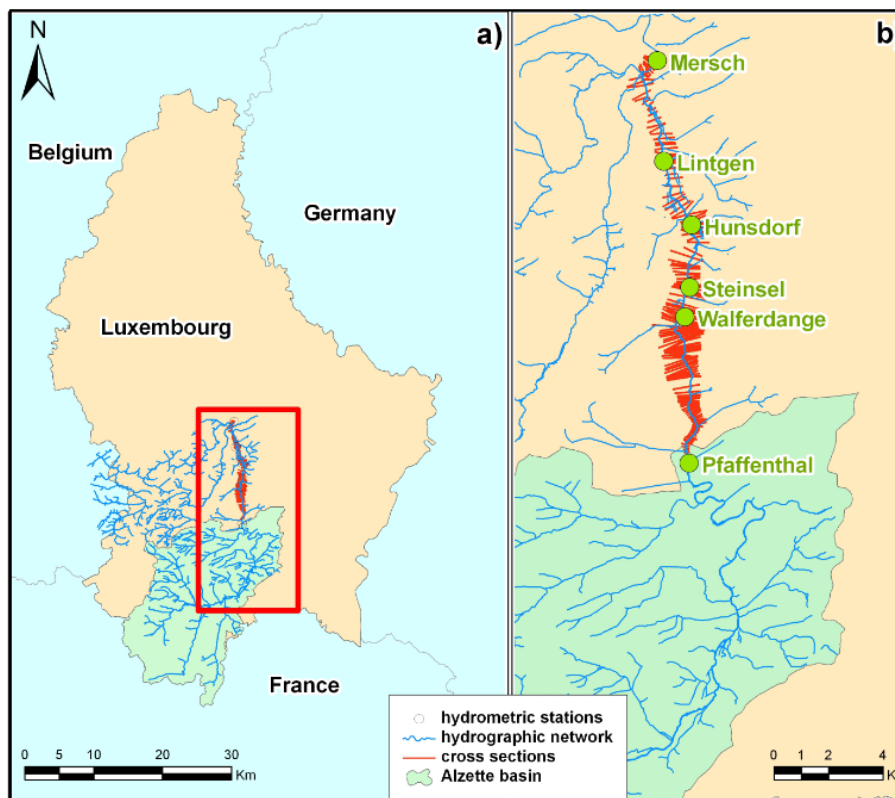 N
a)
Belgium
Germany
Luxembourg
France
0 5 10 20 30
Km
b
Mersch
Lintgen
Hunsdorf
Steinsel
Walferdange
Pfaffenthal
hydrometric stations
hydrographic network
cross sections
Alzette basin
0 1 2 4
K